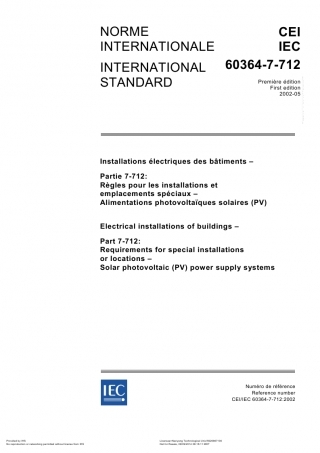 NORME
INTERNATIONALE
INTERNATIONAL
STANDARD
CEI
IEC
60364-7-712
Première édition
First edition
2002-05
Installations électriques des bâtiments –
Partie 7-712:
Règles pour les installations et
emplacements spéciaux –
Alimentations photovoltaïques solaires (PV)
Electrical installations of buildings –
Part 7-712:
Requirements for special installations
or locations –
Solar photovoltaic (PV) power supply systems
IEC
Numéro de référence
Reference number
CEI/IEC 60364-7-712:2002